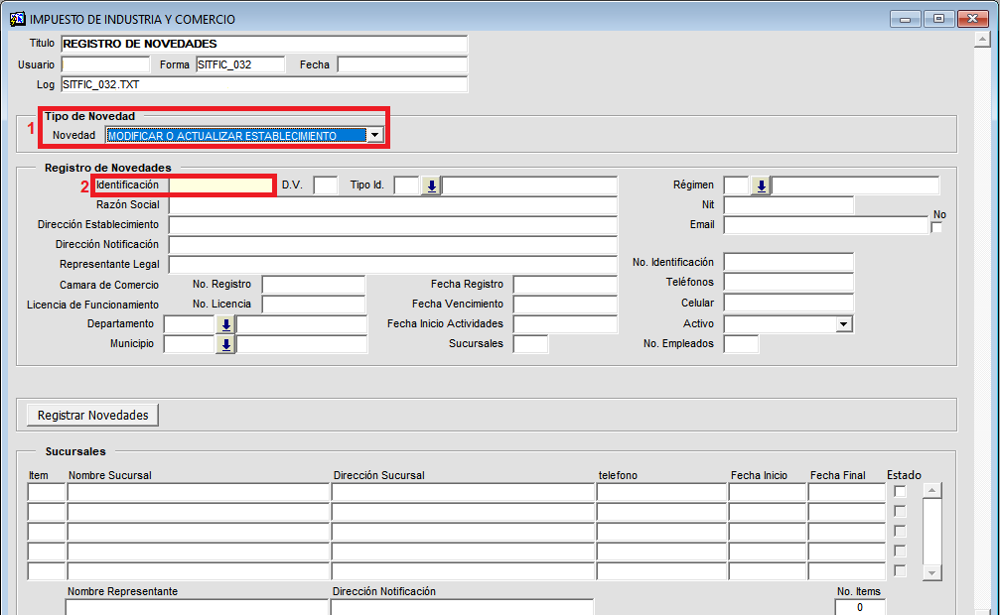 IMPUESTO DE INDUSTRIA Y COMERCIO
Titulo REGISTRO DE NOVEDADES
Usuario Forma SITFIC_032 Fecha
Log SITFIC_032.TXT
Tipo de Novedad
1 Novedad MODIFICAR O ACTUALIZAR ESTABLECIMIENTO
Registro de Novedades
2 Identificación D.V. Tipo Id. Régimen
Razón Social Nit
Dirección Establecimiento Email No
Dirección Notificación
Representante Legal No. Identificación
Camara de Comercio No. Registro Fecha Registro Teléfonos
Licencia de Funcionamiento No. Licencia Fecha Vencimiento Celular
Departamento Fecha Inicio Actividades Activo
Municipio Sucursales No. Empleados
Registrar Novedades
Sucursales
Item Nombre Sucursal Dirección Sucursal telefono Fecha Inicio Fecha Final Estado
Nombre Representante Dirección Notificación No. Items
0